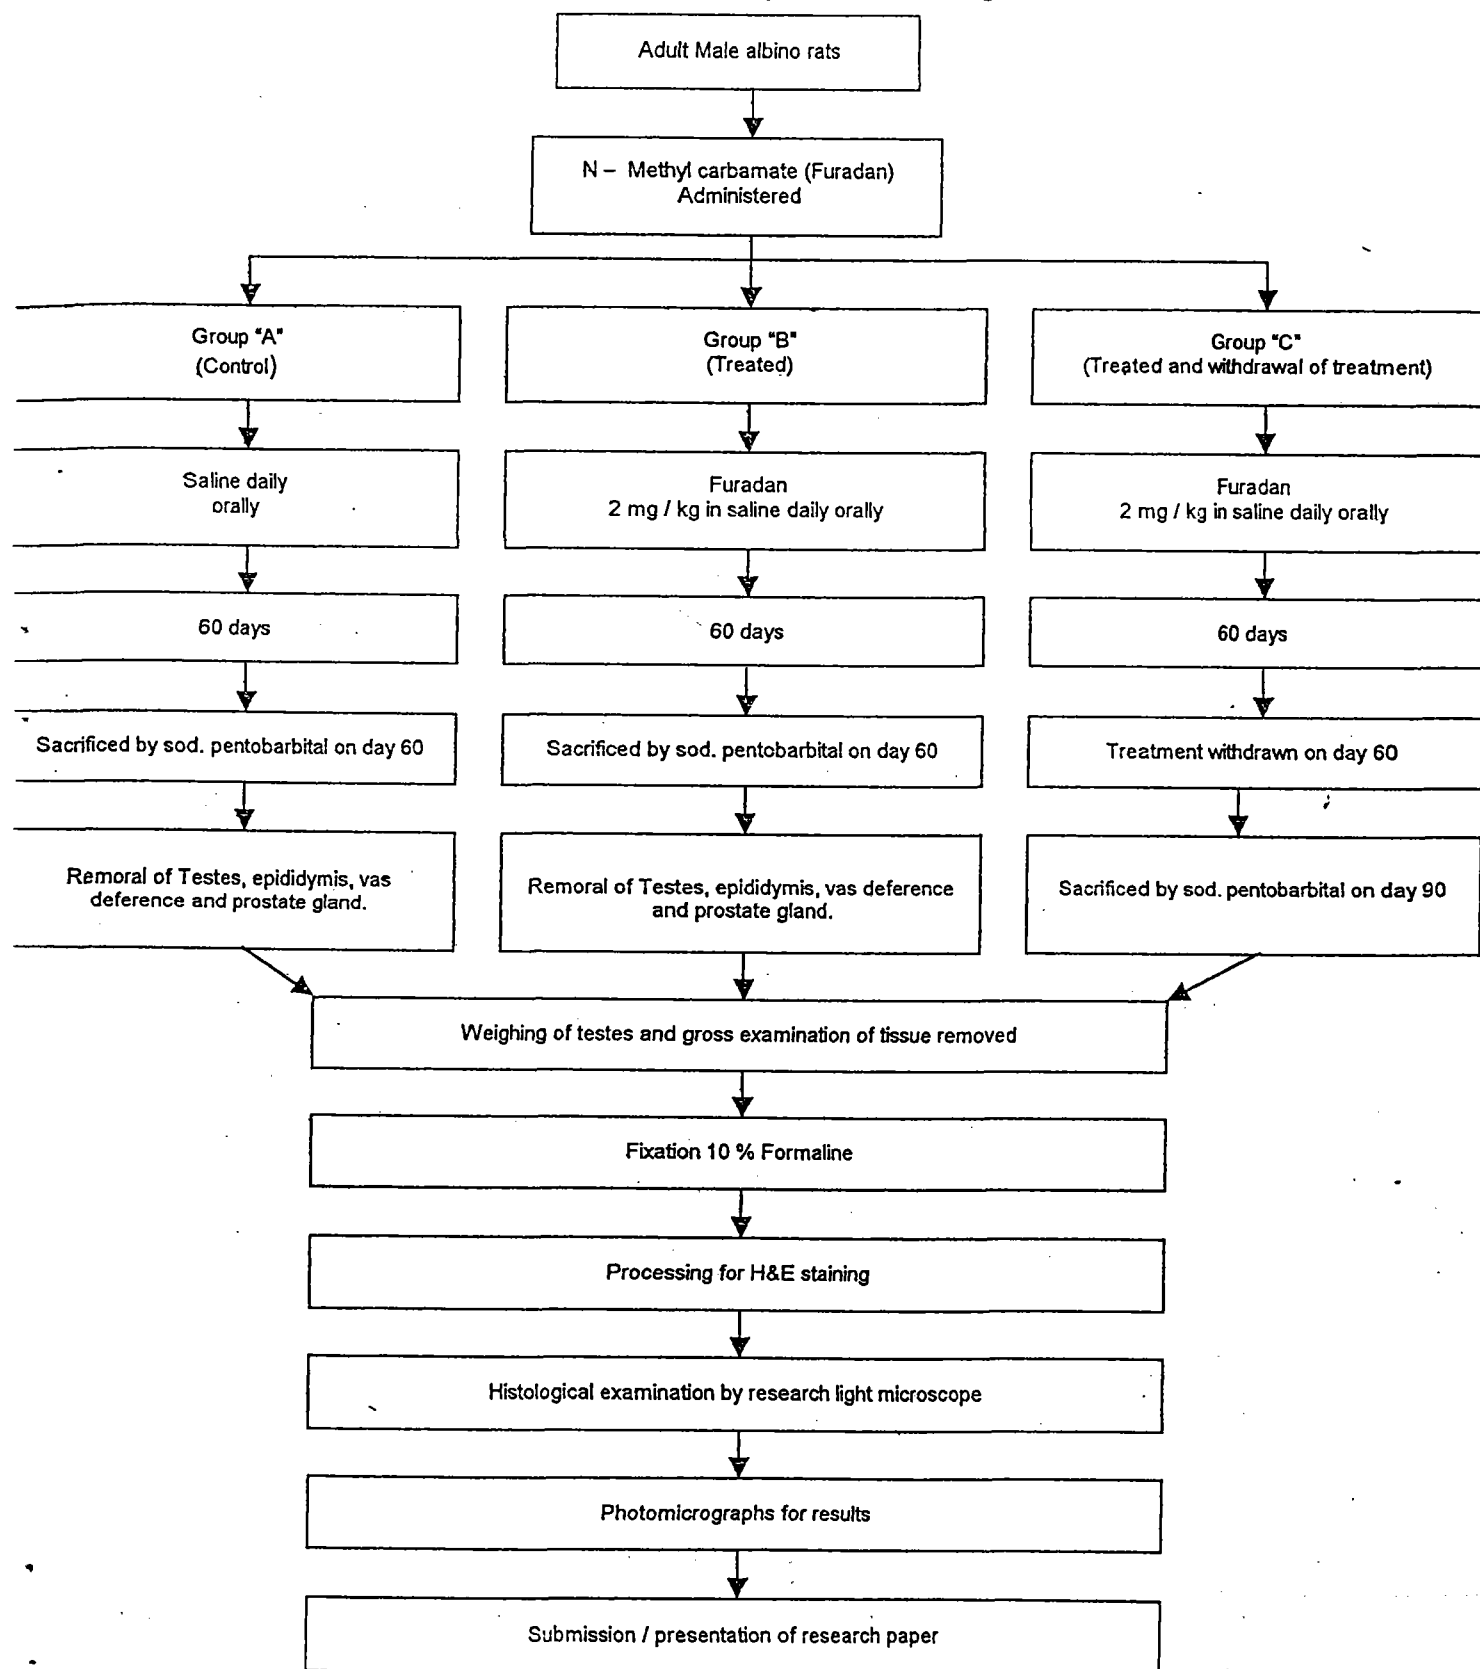 Adult Male albino rats
N – Methyl carbamate (Furadan)
Administered
Group "A"
(Control)
Group "B"
(Treated)
Group "C"
(Treated and withdrawal of treatment)
Saline daily
orally
Furadan
2 mg / kg in saline daily orally
Furadan
2 mg / kg in saline daily orally
60 days
60 days
60 days
Sacrificed by sod. pentobarbital on day 60
Sacrificed by sod. pentobarbital on day 60
Treatment withdrawn on day 60
Remoral of Testes, epididymis, vas
deference and prostate gland.
Remoral of Testes, epididymis, vas deference
and prostate gland.
Sacrificed by sod. pentobarbital on day 90
Weighing of testes and gross examination of tissue removed
Fixation 10 % Formaline
Processing for H&E staining
Histological examination by research light microscope
Photomicrographs for results
Submission / presentation of research paper